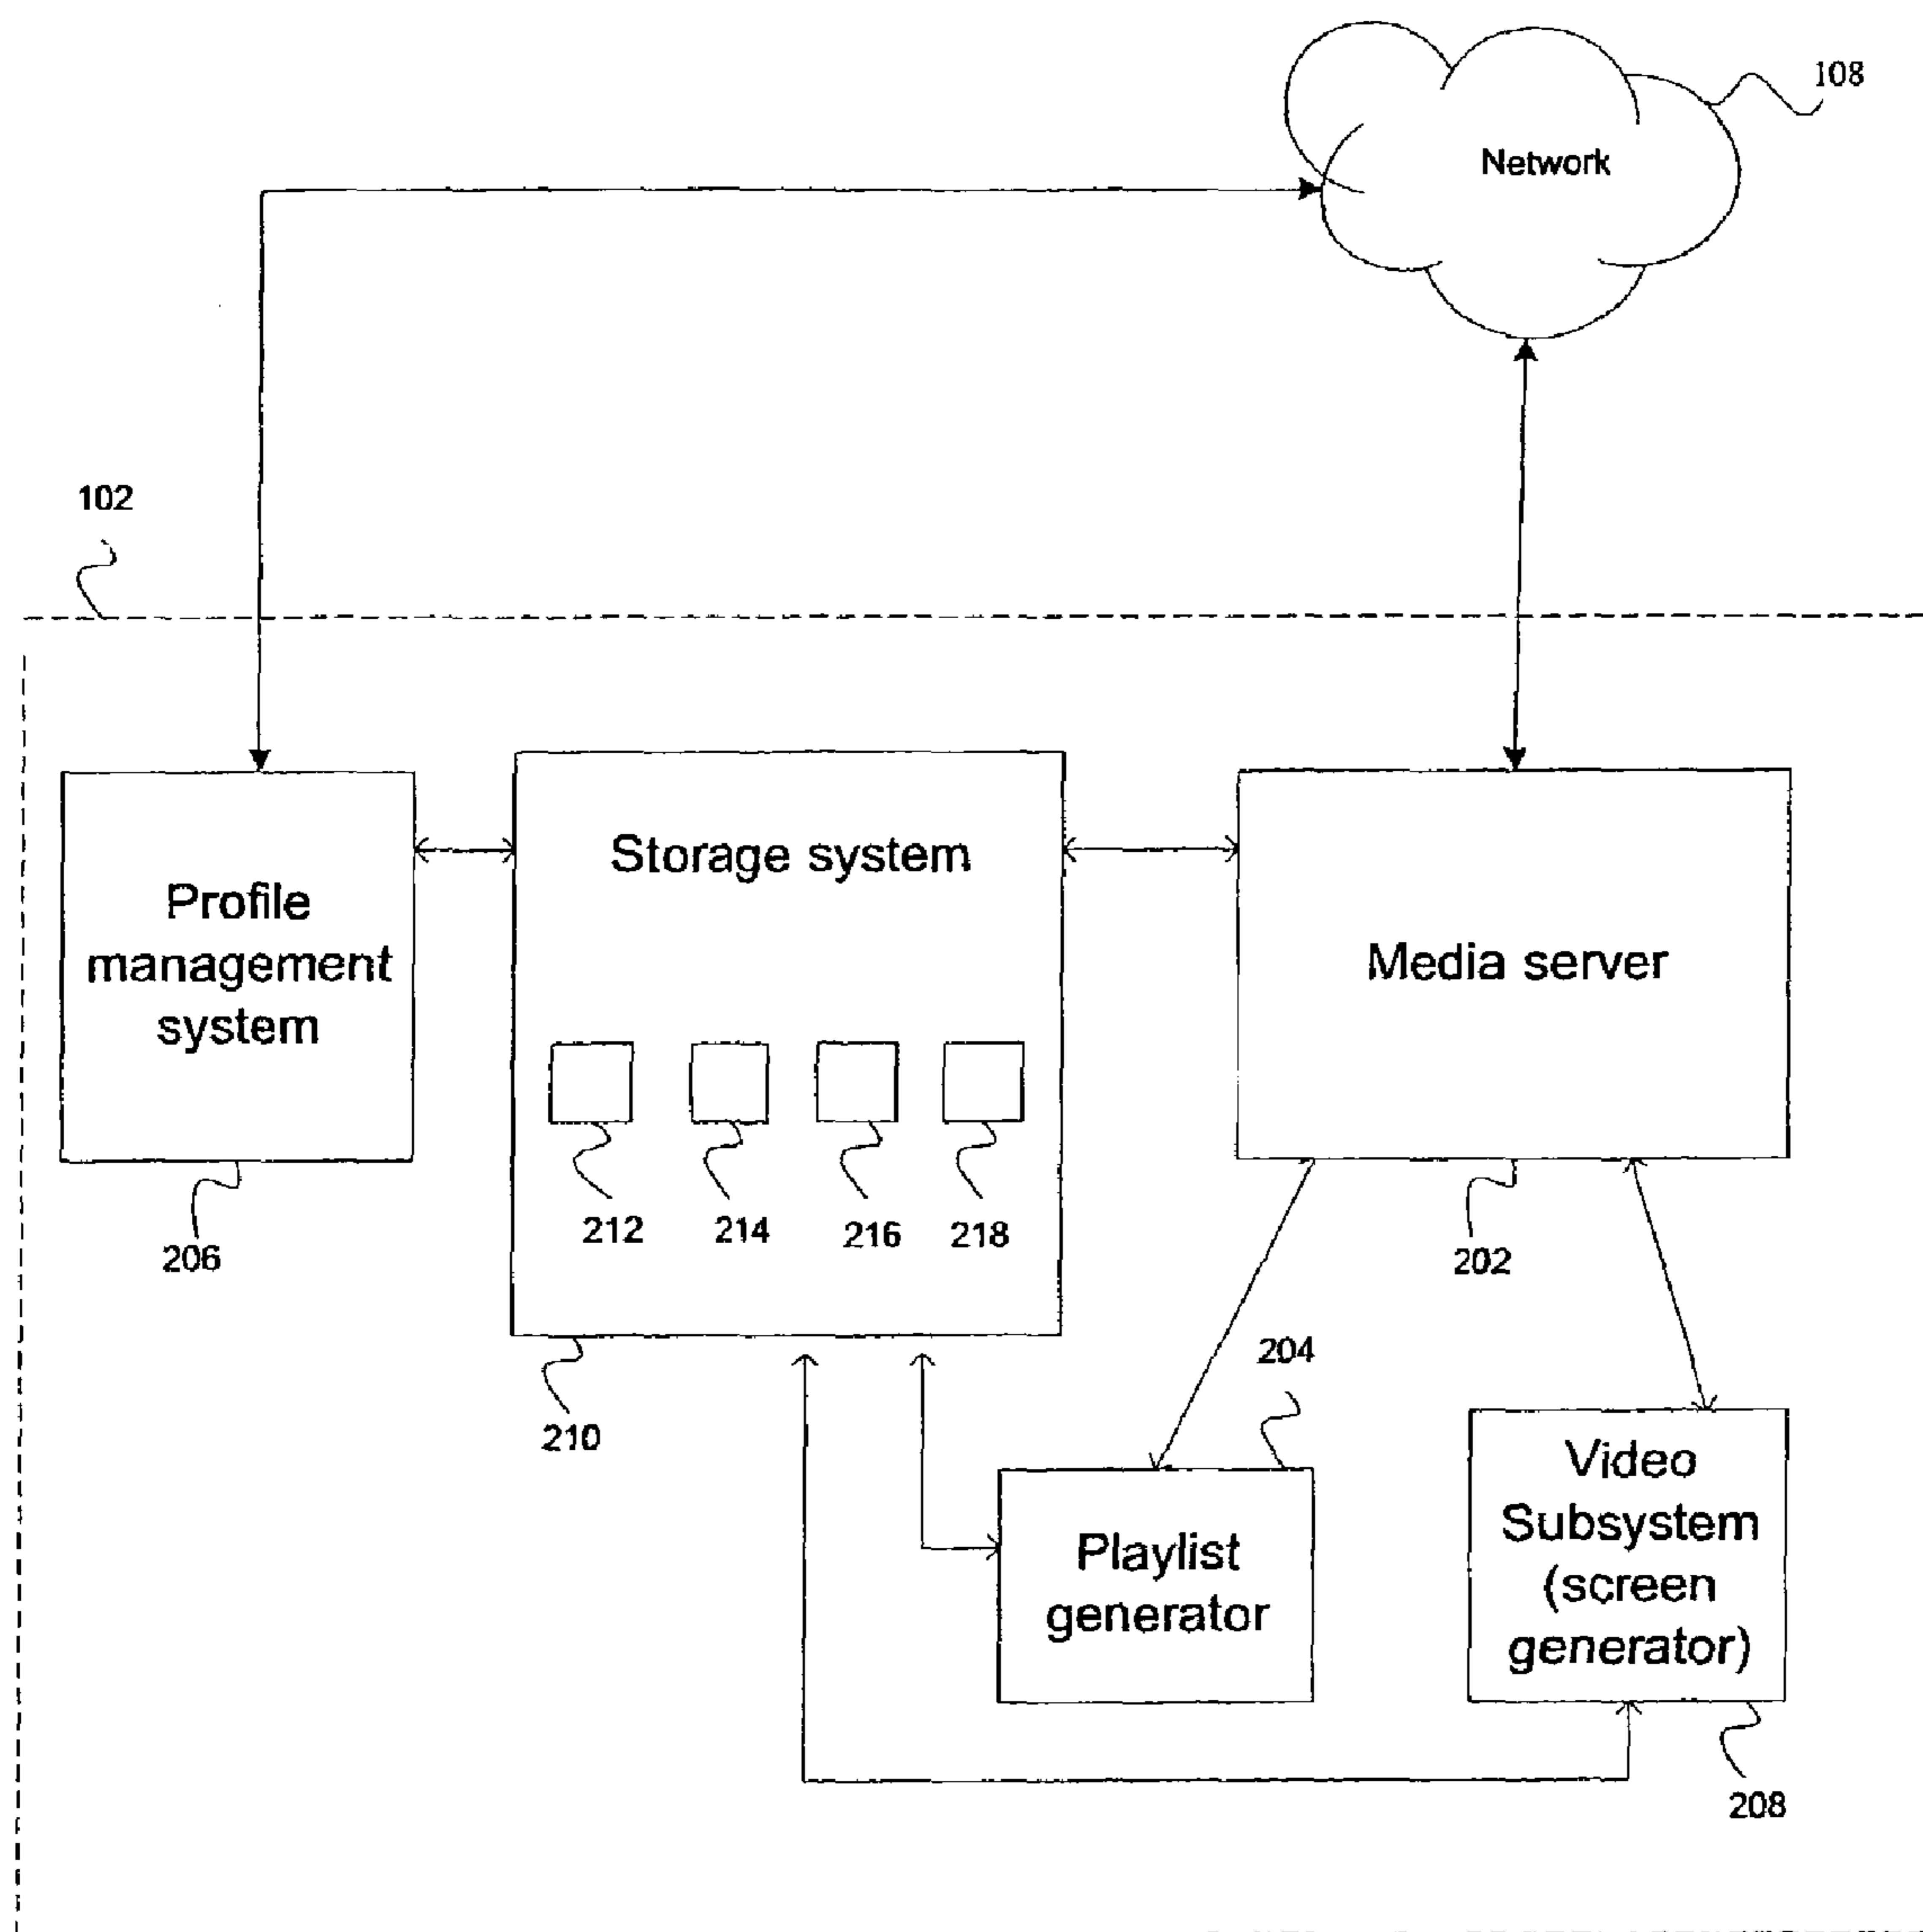 108
Network
102
Profile
management
system
Storage system
Media server
212
214
216
218
206
202
210
204
Playlist
generator
Video
Subsystem
(screen
generator)
208